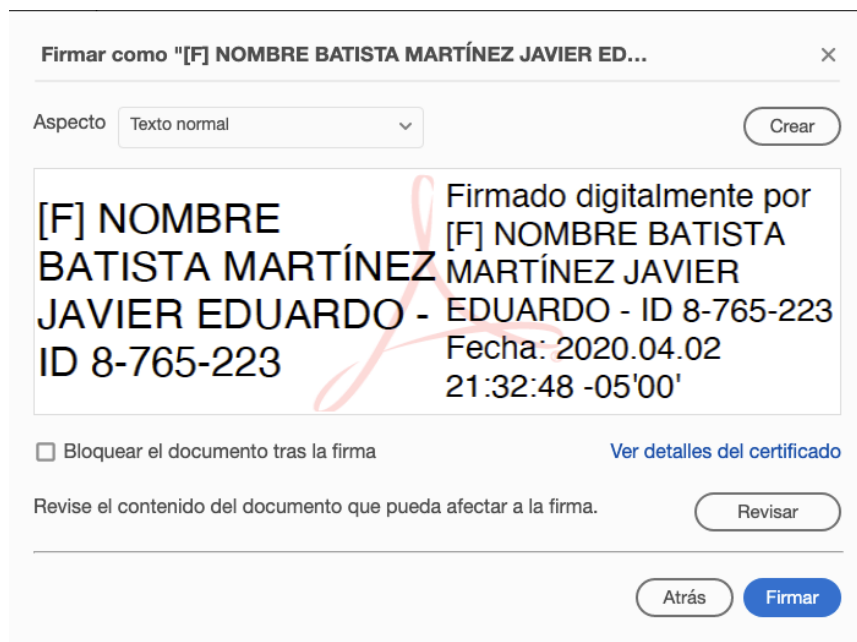 Firmar como "[F] NOMBRE BATISTA MARTÍNEZ JAVIER ED...
Aspecto
Texto normal
Crear
[F] NOMBRE
BATISTA MARTÍNEZ
JAVIER EDUARDO -
ID 8-765-223
Firmado digitalmente por
[F] NOMBRE BATISTA
MARTÍNEZ JAVIER
EDUARDO - ID 8-765-223
Fecha: 2020.04.02
21:32:48 -05'00'
Bloquear el documento tras la firma
Ver detalles del certificado
Revise el contenido del documento que pueda afectar a la firma.
Revisar
Atrás
Firmar